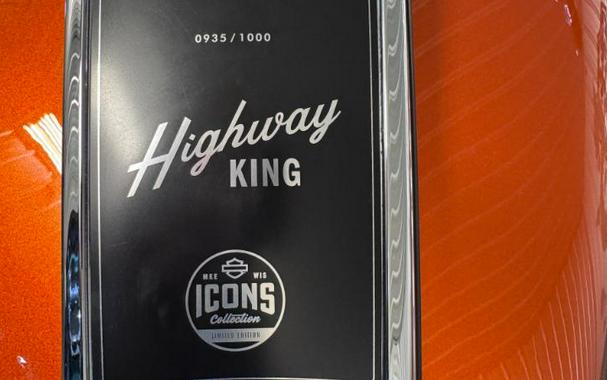 0935/1000
Highway
KING
MKE WIS
ICONS
Collection
LIMITED EDITION